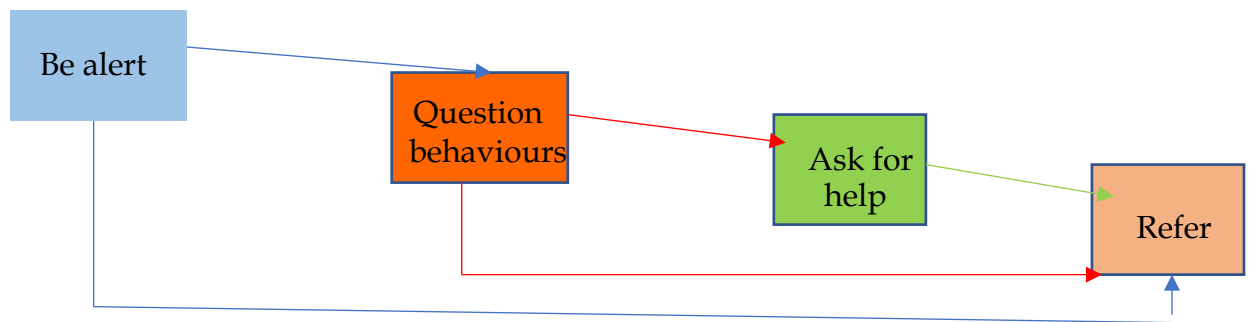 Be alert
Question
behaviours
Ask for
help
Refer